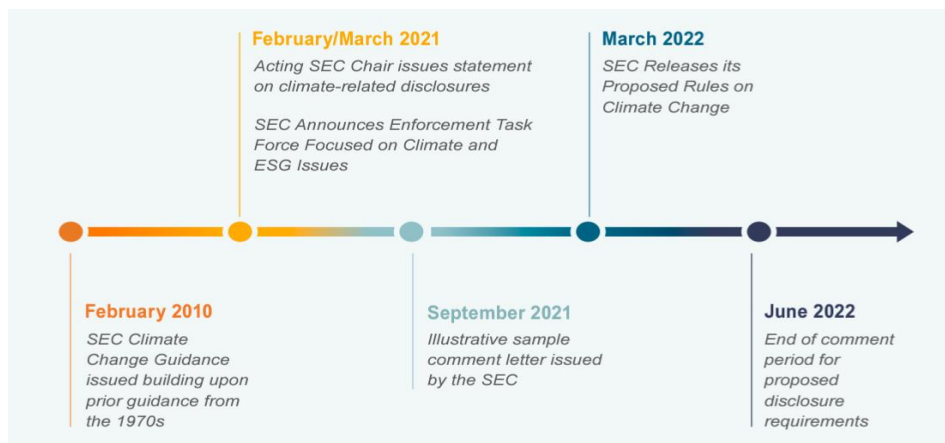 February/March 2021
Acting SEC Chair issues statement
on climate-related disclosures
SEC Announces Enforcement Task
Force Focused on Climate and
ESG Issues
March 2022
SEC Releases its
Proposed Rules on
Climate Change
February 2010
SEC Climate
Change Guidance
issued building upon
prior guidance from
the 1970s
September 2021
Illustrative sample
comment letter issued
by the SEC
June 2022
End of comment
period for
proposed
disclosure
requirements